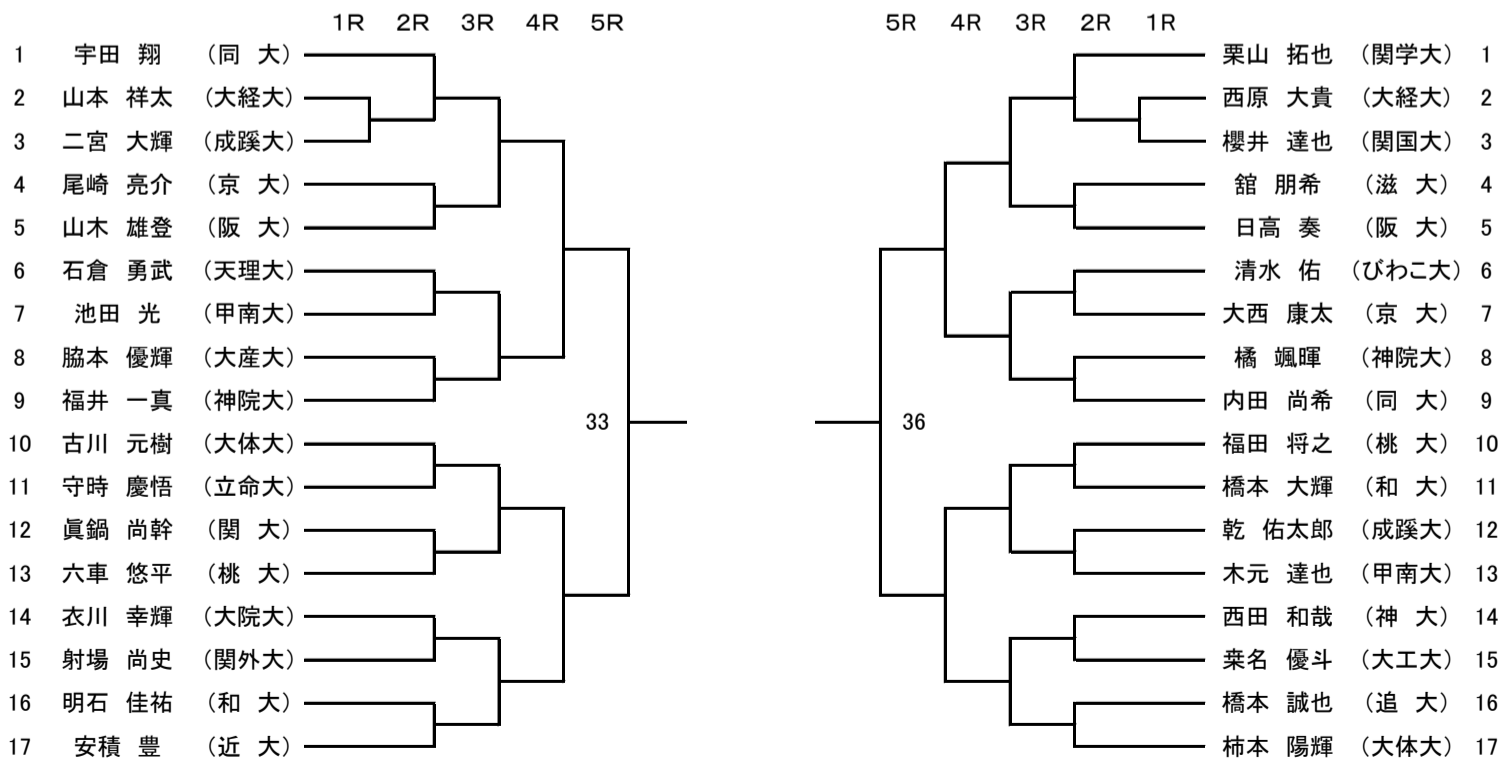 1R 2R 3R 4R 5R
1 宇田 翔 （同 大）
2 山本 祥太 （大経大）
3 二宮 大輝 （成蹊大）
4 尾崎 亮介 （京 大）
5 山木 雄登 （阪 大）
6 石倉 勇武 （天理大）
7 池田 光 （甲南大）
8 脇本 優輝 （大産大）
9 福井 一真 （神院大）
33
10 古川 元樹 （大体大）
11 守時 慶悟 （立命大）
12 眞鍋 尚幹 （関 大）
13 六車 悠平 （桃 大）
14 衣川 幸輝 （大院大）
15 射場 尚史 （関外大）
16 明石 佳祐 （和 大）
17 安積 豊 （近 大）
5R 4R 3R 2R 1R
栗山 拓也 （関学大） 1
西原 大貴 （大経大） 2
櫻井 達也 （関国大） 3
舘 朋希 （滋 大） 4
日高 奏 （阪 大） 5
清水 佑 （びわこ大） 6
大西 康太 （京 大） 7
橘 颯暉 （神院大） 8
内田 尚希 （同 大） 9
36
福田 将之 （桃 大） 10
橋本 大輝 （和 大） 11
乾 佑太郎 （成蹊大） 12
木元 達也 （甲南大） 13
西田 和哉 （神 大） 14
桒名 優斗 （大工大） 15
橋本 誠也 （追 大） 16
柿本 陽輝 （大体大） 17